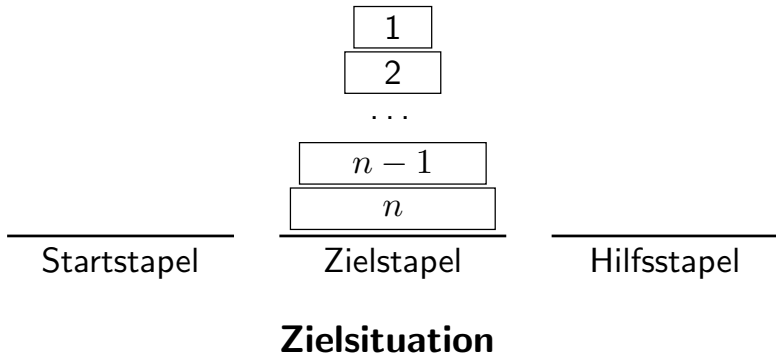 1
2
...
n − 1
n
Startstapel Zielstapel Hilfsstapel
Zielsituation